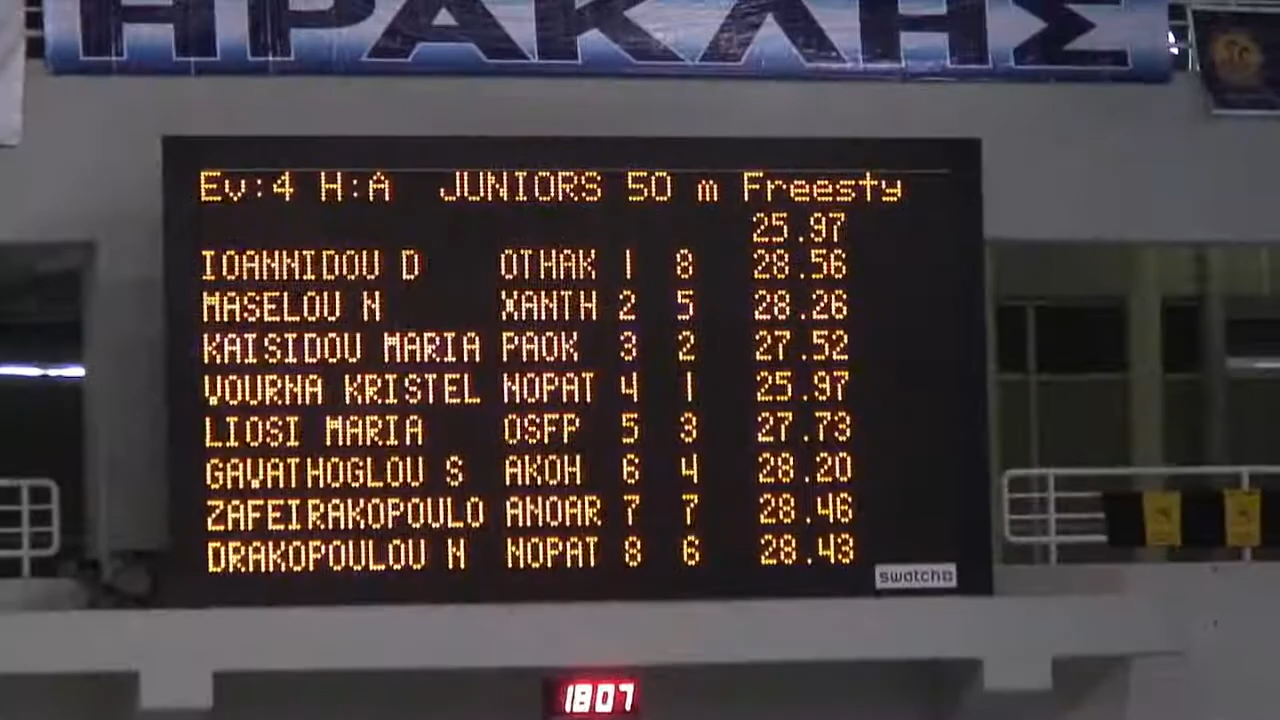 ΗΡΑΚΛΗΣ
Ev:4 H:A JUNIORS 50 m Freesty
25.97
IOANNIDOU D OTHAK 1 8 28.56
MASELOU N XANTH 2 5 28.26
KAISIDOU MARIA PAOK 3 2 27.52
VOURNA KRISTEL NOPAT 4 1 25.97
LIOSI MARIA OSFP 5 3 27.73
GAVATHOGLOU S AKOH 6 4 28.20
ZAFEIRAKOPOULO ANOAR 7 7 28.46
DRAKOPOULOU N NOPAT 8 6 28.43
swatch
1807